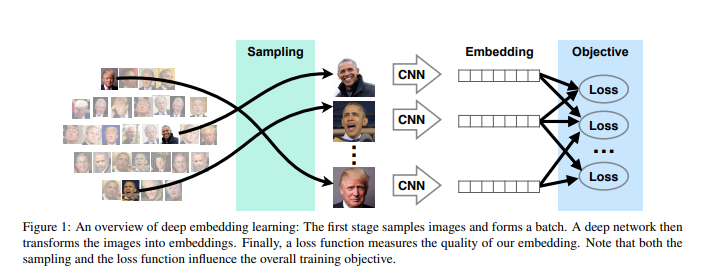 Sampling
Embedding
Objective
CNN
Loss
CNN
Loss
...
CNN
Loss
Figure 1: An overview of deep embedding learning: The first stage samples images and forms a batch. A deep network then
transforms the images into embeddings. Finally, a loss function measures the quality of our embedding. Note that both the
sampling and the loss function influence the overall training objective.